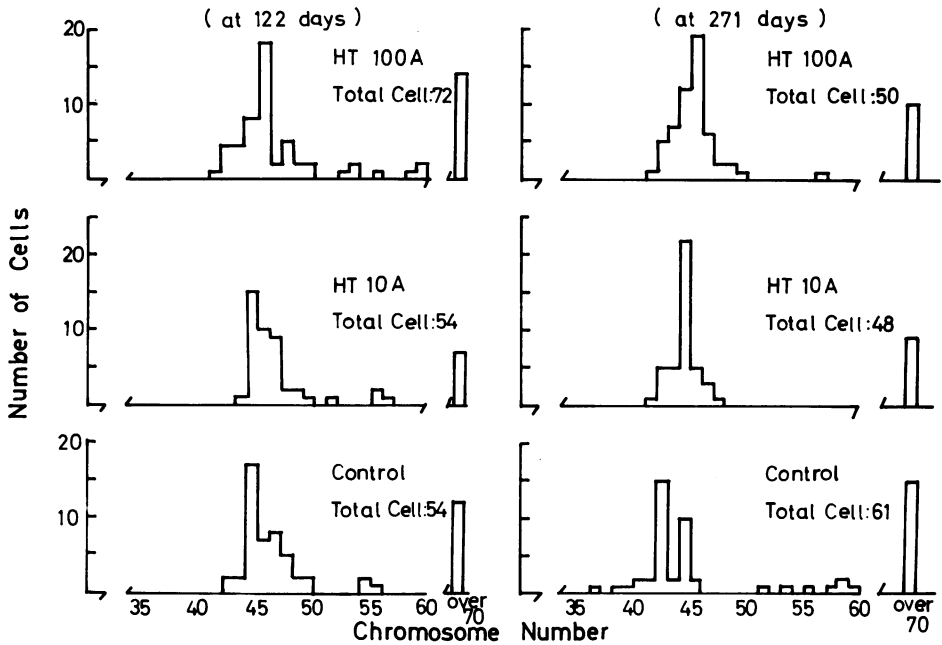 ( at 122 days )
( at 271 days )
20
10
HT 100A
Total Cell:72
HT 100A
Total Cell:50
20
10
HT 10A
Total Cell:54
HT 10A
Total Cell:48
20
10
Control
Total Cell:54
Control
Total Cell:61
Number of Cells
35 40 45 50 55 60 over 70
35 40 45 50 55 60 over 70
Chromosome Number